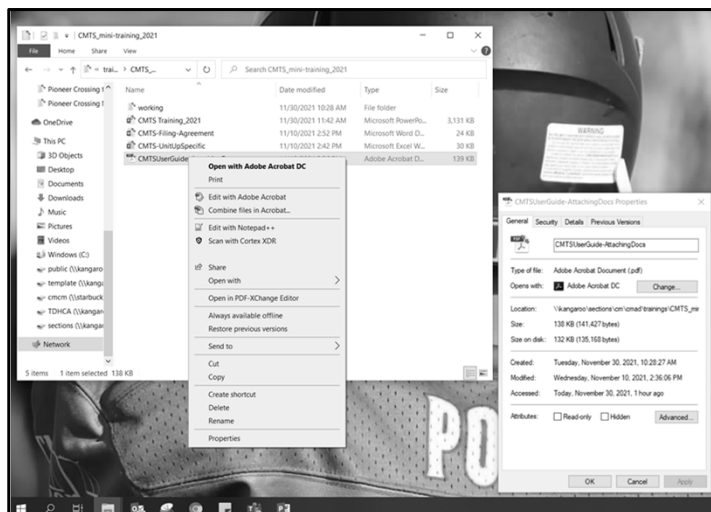 CMTS_mini-training_2021
File Home Share View
trai... > CMTS_... Search CMTS_mini-training_2021
Name Date modified Type Size
Pioneer Crossing
Pioneer Crossing
OneDrive
This PC
3D Objects
Desktop
Documents
Downloads
Music
Pictures
Videos
Windows (C:)
public (\\kangaro
template (\\kanga
cmcm (\\starbuck
TDHCA (\\kangar
sections (\\kanga
Network
working 11/30/2021 10:28 AM File folder
CMTS Training_2021 11/30/2021 11:42 AM Microsoft PowerPo... 3,131 KB
CMTS-Filing-Agreement 11/10/2021 2:52 PM Microsoft Word D... 24 KB
CMTS-UnitUpSpecific 11/10/2021 2:42 PM Microsoft Excel W... 30 KB
CMTSUserGuide- Adobe Acrobat D... 139 KB
Open with Adobe Acrobat DC
Print
Edit with Adobe Acrobat
Combine files in Acrobat...
Edit with Notepad++
Scan with Cortex XDR
Share
Open with
Open in PDF-XChange Editor
Always available offline
Restore previous versions
Send to
Cut
Copy
Create shortcut
Delete
Rename
Properties
5 items 1 item selected 138 KB
WARNING
CMTSUserGuide-AttachingDocs Properties
General Security Details Previous Versions
CMTSUserGuide-AttachingDocs
Type of file: Adobe Acrobat Document (.pdf)
Opens with: Adobe Acrobat DC Change...
Location: \\kangaroo\sections\cm\cmad\trainings\CMTS_mi
Size: 138 KB (141,427 bytes)
Size on disk: 132 KB (135,168 bytes)
Created: Tuesday, November 30, 2021, 10:28:27 AM
Modified: Wednesday, November 10, 2021, 2:36:06 PM
Accessed: Today, November 30, 2021, 1 hour ago
Attributes: Read-only Hidden Advanced...
OK Cancel Apply
PO